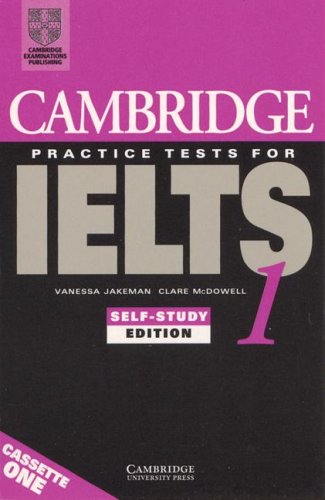 CAMBRIDGE
EXAMINATIONS
PUBLISHING
CAMBRIDGE
PRACTICE TESTS FOR
IELTS
1
VANESSA JAKEMAN CLARE McDOWELL
SELF-STUDY
EDITION
CASSETTE
ONE
CAMBRIDGE
UNIVERSITY PRESS